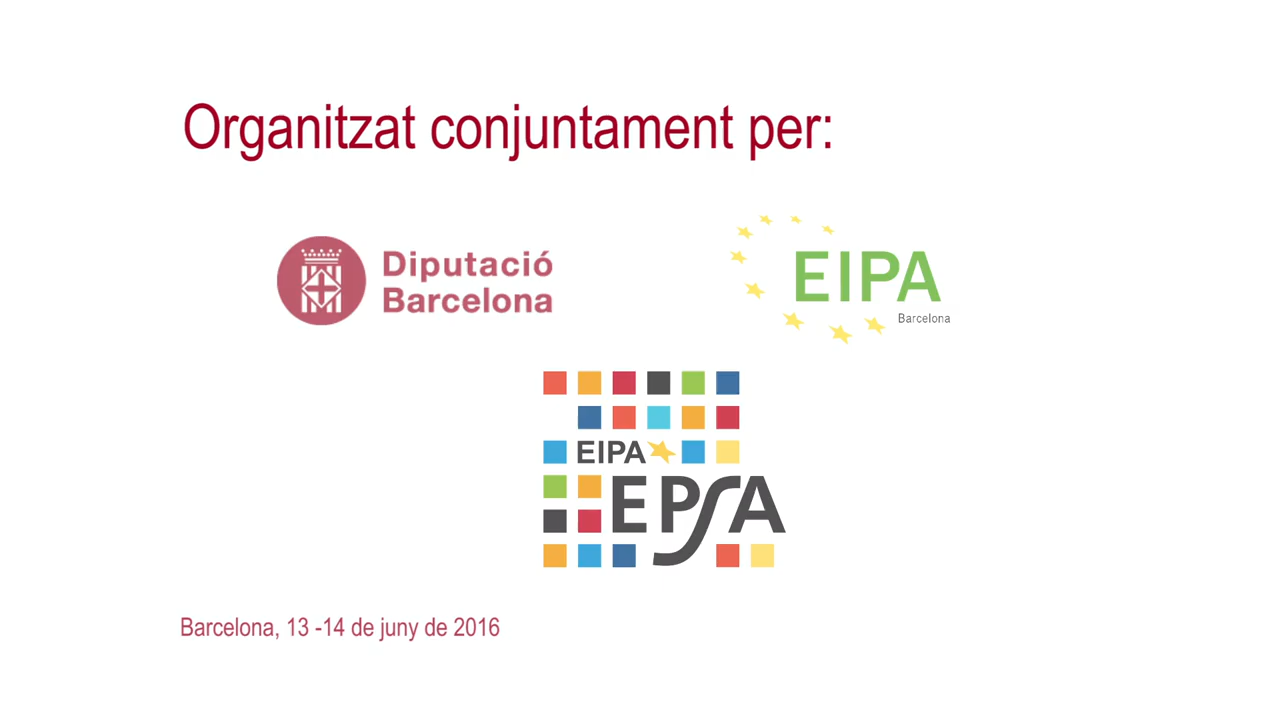 Organitzat conjuntament per:
Diputació
Barcelona
EIPA
Barcelona
EIPA
EPSA
Barcelona, 13 -14 de juny de 2016